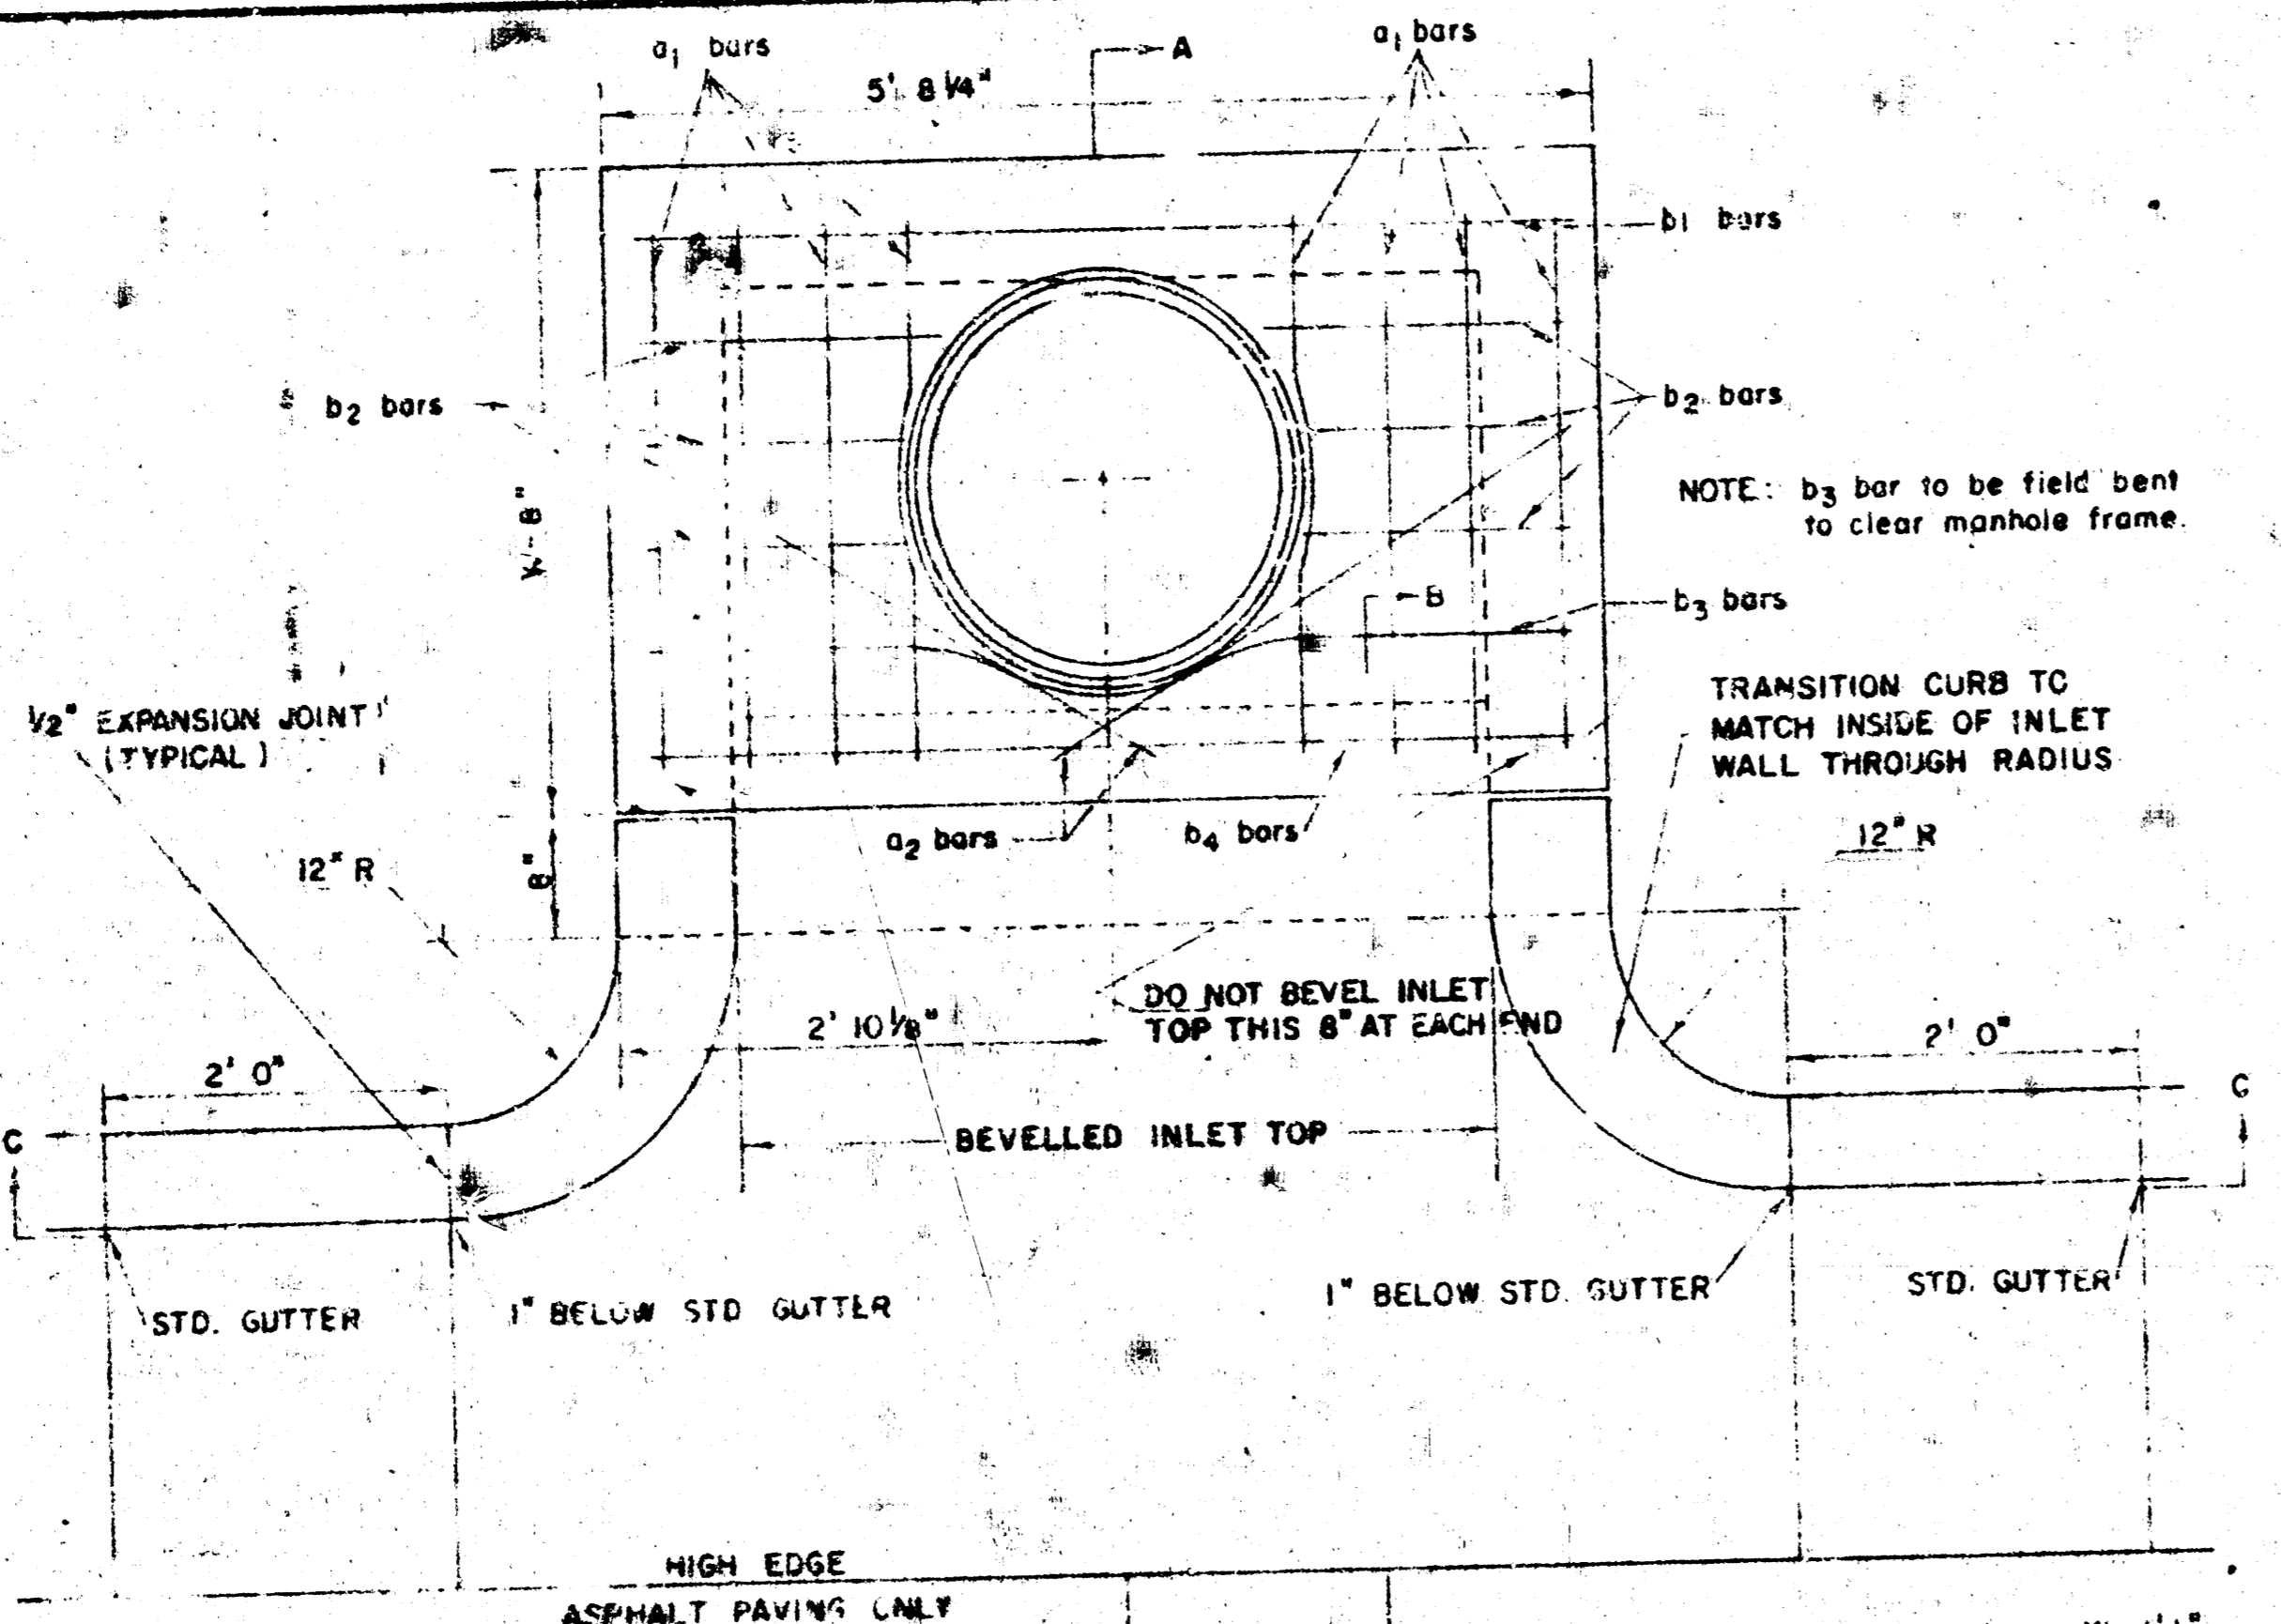 a1 bars
a1 bars
A
5' 8 1/4"
b1 bars
b2 bars
b2 bars
NOTE: b3 bar to be field bent
to clear manhole frame.
B
b3 bars
1/2" EXPANSION JOINT
(TYPICAL)
TRANSITION CURB TO
MATCH INSIDE OF INLET
WALL THROUGH RADIUS
a2 bars
b4 bars
12" R
12" R
8"
DO NOT BEVEL INLET
TOP THIS 8" AT EACH END
2' 10 1/8"
2' 0"
2' 0"
C
C
BEVELLED INLET TOP
STD. GUTTER
1" BELOW STD GUTTER
1" BELOW STD. GUTTER
STD. GUTTER
HIGH EDGE
ASPHALT PAVING ONLY